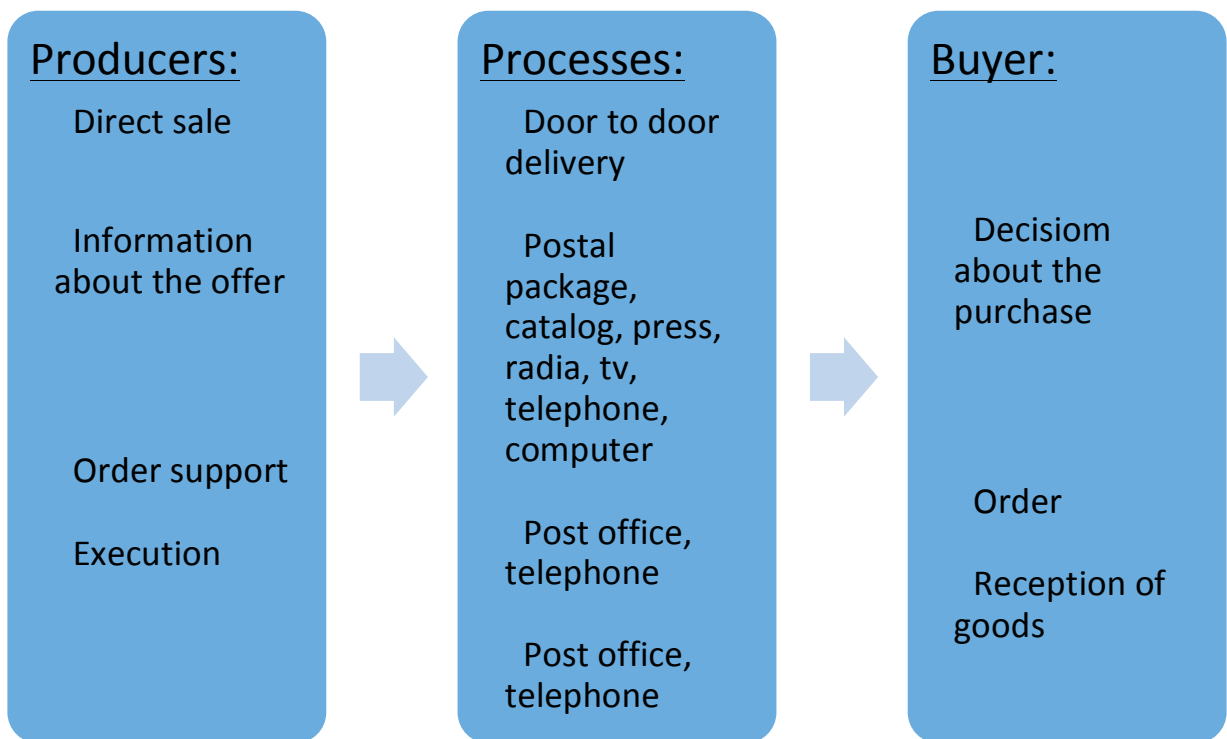 Producers:
Direct sale
Information
about the offer
Order support
Execution
Processes:
Door to door
delivery
Postal
package,
catalog, press,
radia, tv,
telephone,
computer
Post office,
telephone
Post office,
telephone
Buyer:
Decisiom
about the
purchase
Order
Reception of
goods